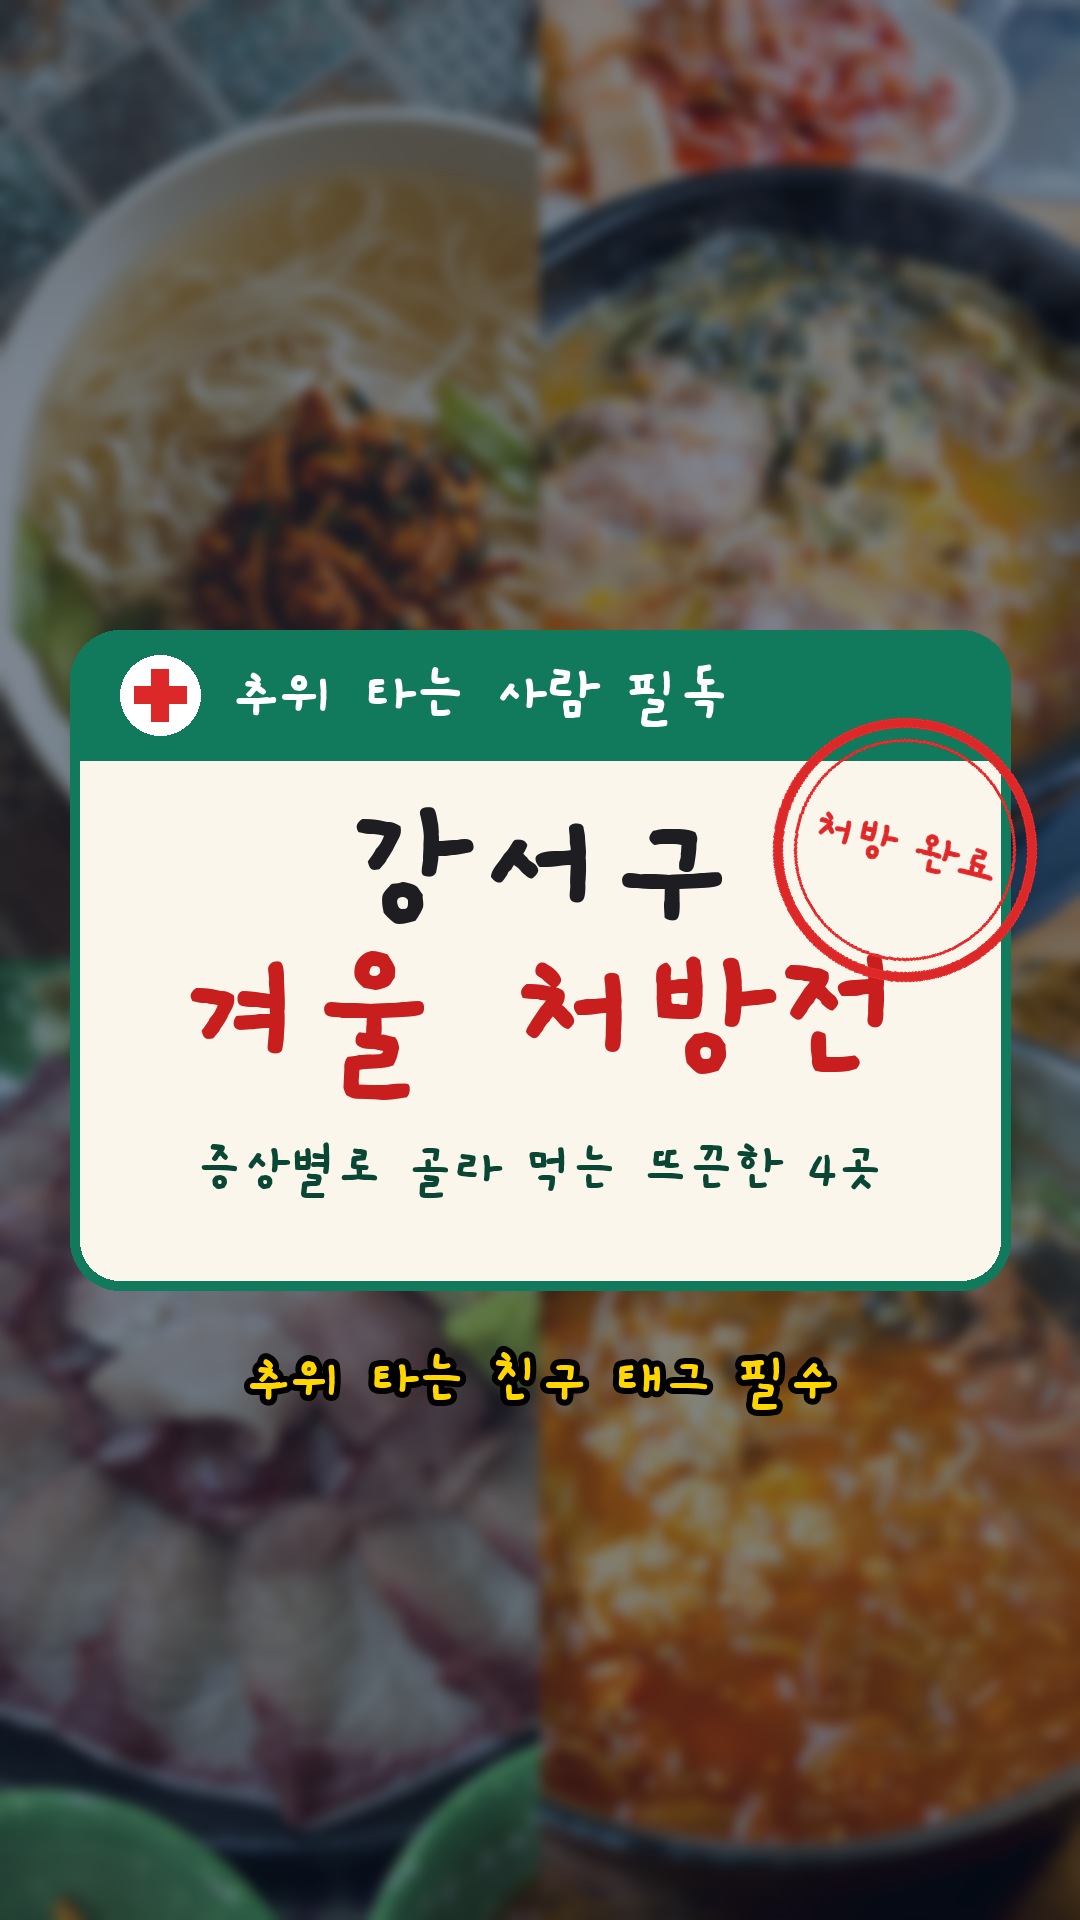 추위 타는 사람 필독
처방 완료
강서구
겨울 처방전
증상별로 골라 먹는 뜨끈한 4곳
추위 타는 친구 태그 필수